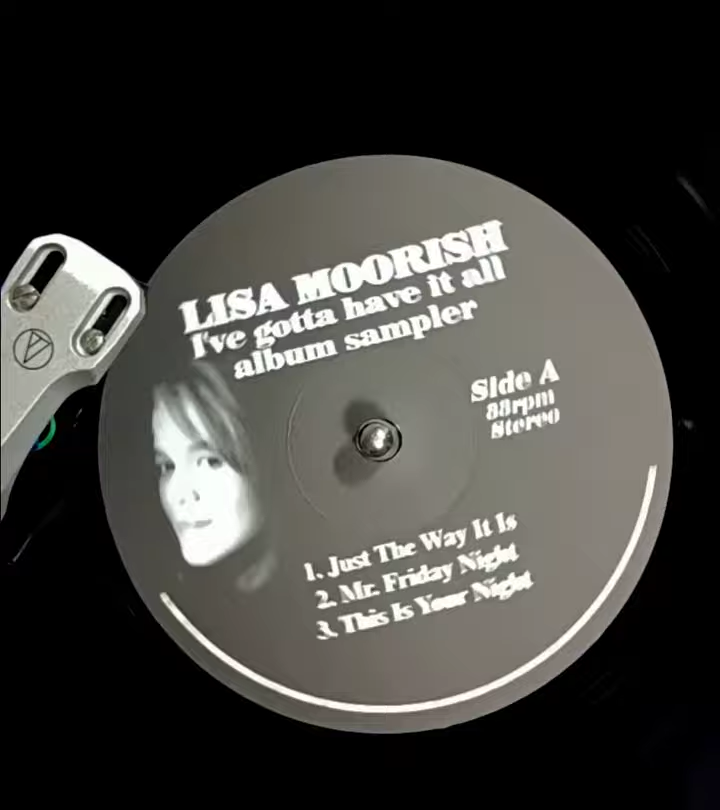 LISA MOORISH
I've gotta have it all
album sampler
Side A
33rpm
Stereo
1. Just The Way It Is
2. Mr. Friday Night
3. This Is Your Night